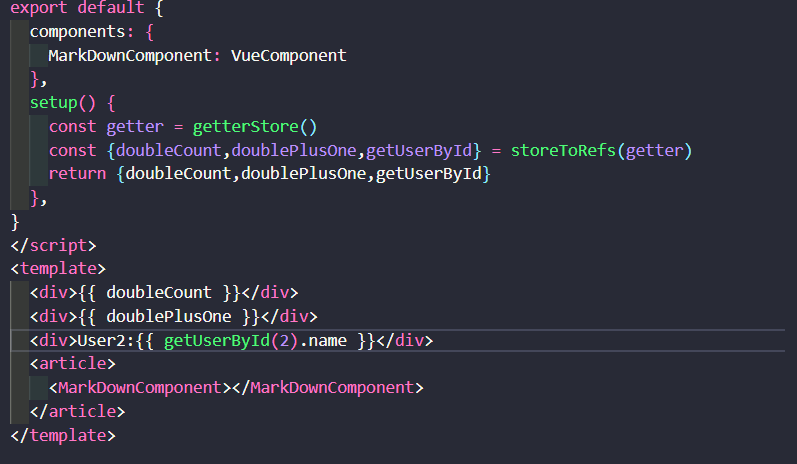 export default {
components: {
MarkDownComponent: VueComponent
},
setup() {
const getter = getterStore()
const {doubleCount,doublePlusOne,getUserById} = storeToRefs(getter)
return {doubleCount,doublePlusOne,getUserById}
},
}
</script>
<template>
<div>{{ doubleCount }}</div>
<div>{{ doublePlusOne }}</div>
<div>User2:{{ getUserById(2).name }}</div>
<article>
<MarkDownComponent></MarkDownComponent>
</article>
</template>